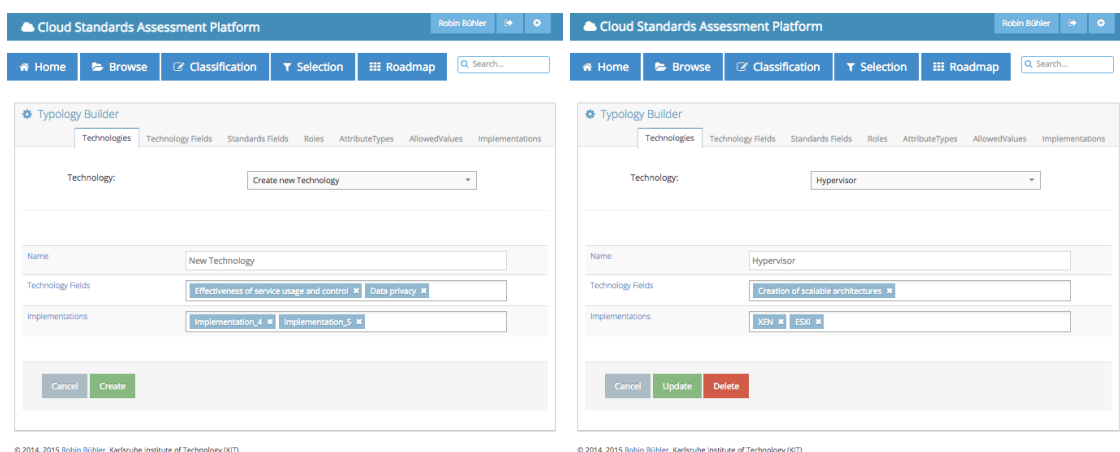 Cloud Standards Assessment Platform
Robin Bühler
Home Browse Classification Selection Roadmap Search...
Typology Builder
Technologies Technology Fields Standards Fields Roles AttributeTypes AllowedValues Implementations
Technology: Create new Technology
Name New Technology
Technology Fields Effectiveness of service usage and control Data privacy
Implementations Implementation_4 Implementation_5
Cancel Create
© 2014, 2015 Robin Bühler, Karlsruhe Institute of Technology (KIT)
Cloud Standards Assessment Platform
Robin Bühler
Home Browse Classification Selection Roadmap Search...
Typology Builder
Technologies Technology Fields Standards Fields Roles AttributeTypes AllowedValues Implementations
Technology: Hypervisor
Name Hypervisor
Technology Fields Creation of scalable architectures
Implementations XEN ESXI
Cancel Update Delete
© 2014, 2015 Robin Bühler, Karlsruhe Institute of Technology (KIT)